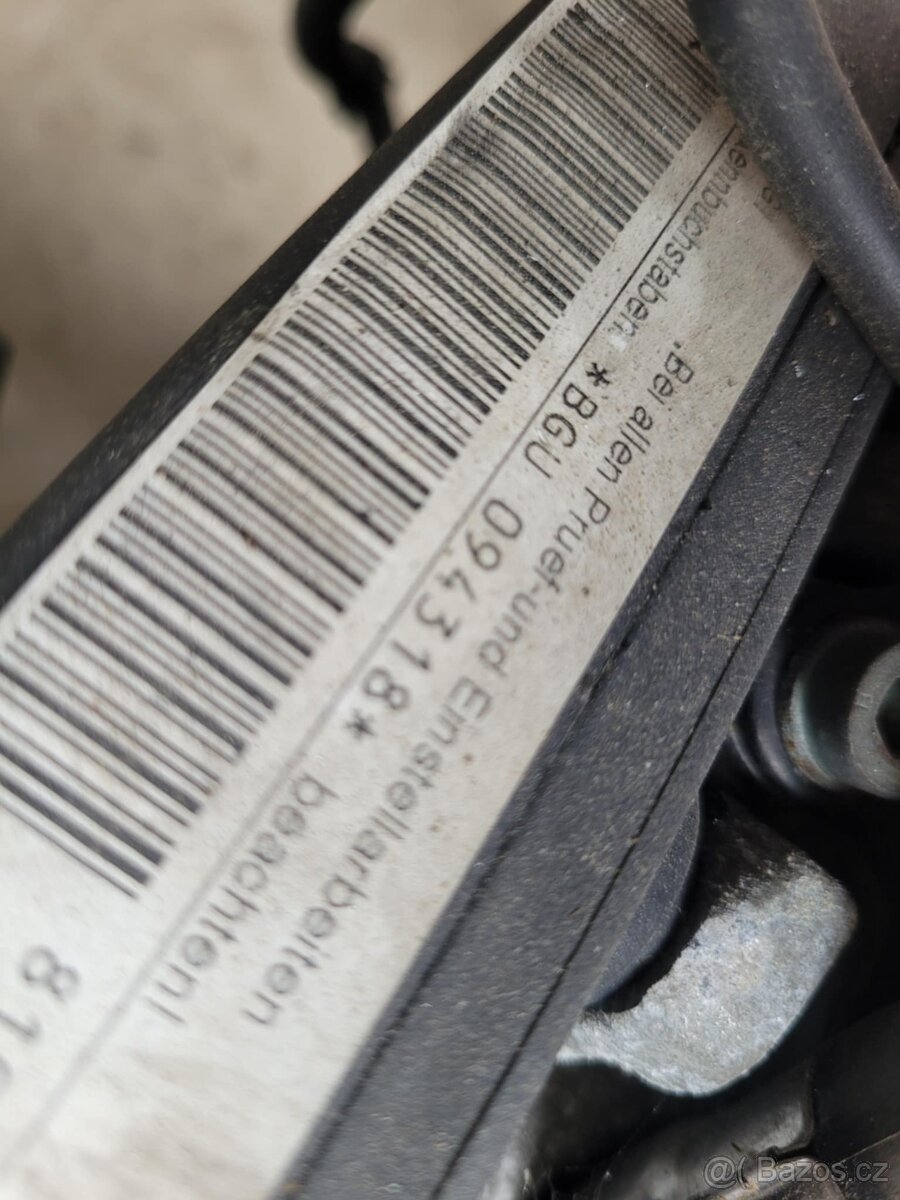 .Bei allen Pruef-und Einstellarbeiten
kennbuchstaben: *BGU 094318* beachten!
81
@( Bazos.cz